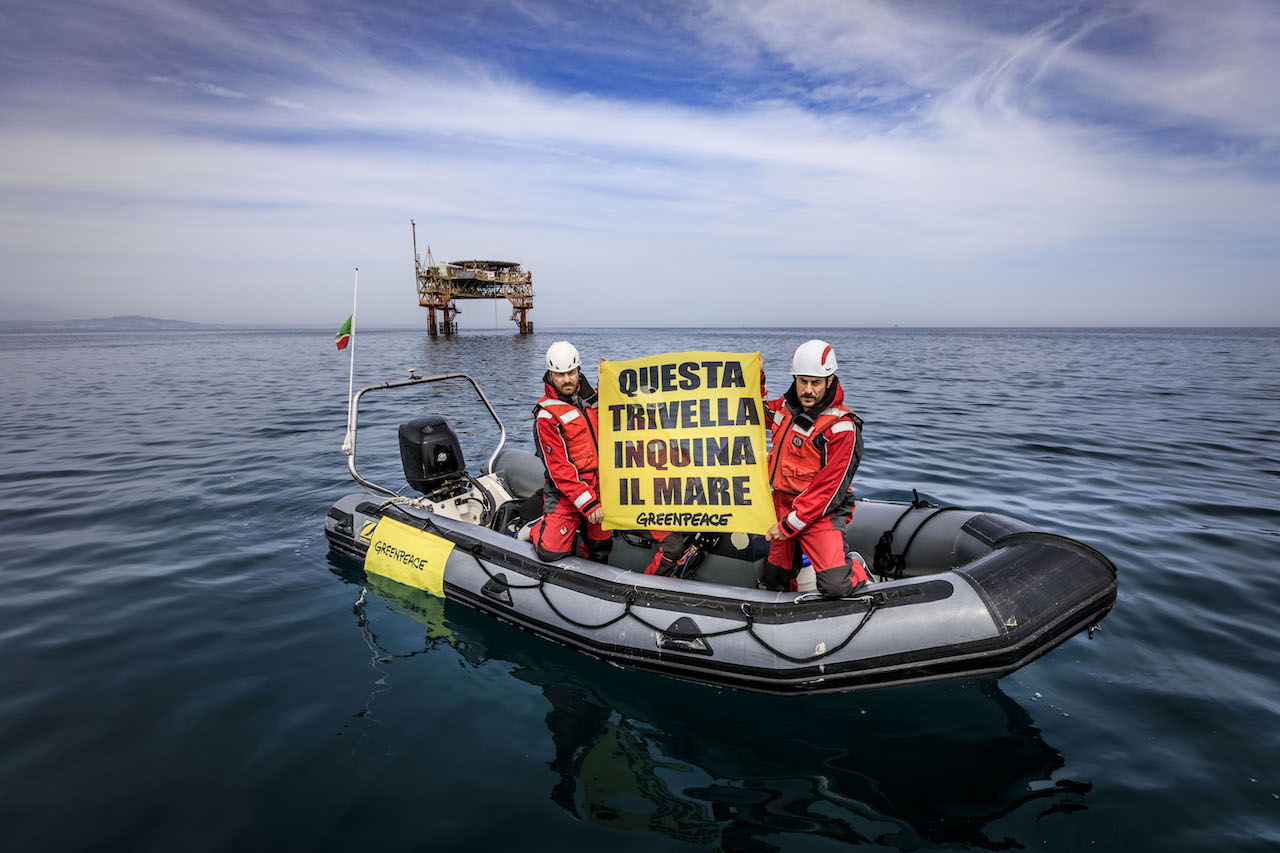 QUESTA
TRIVELLA
INQUINA
IL MARE
GREENPEACE
GREENPEACE